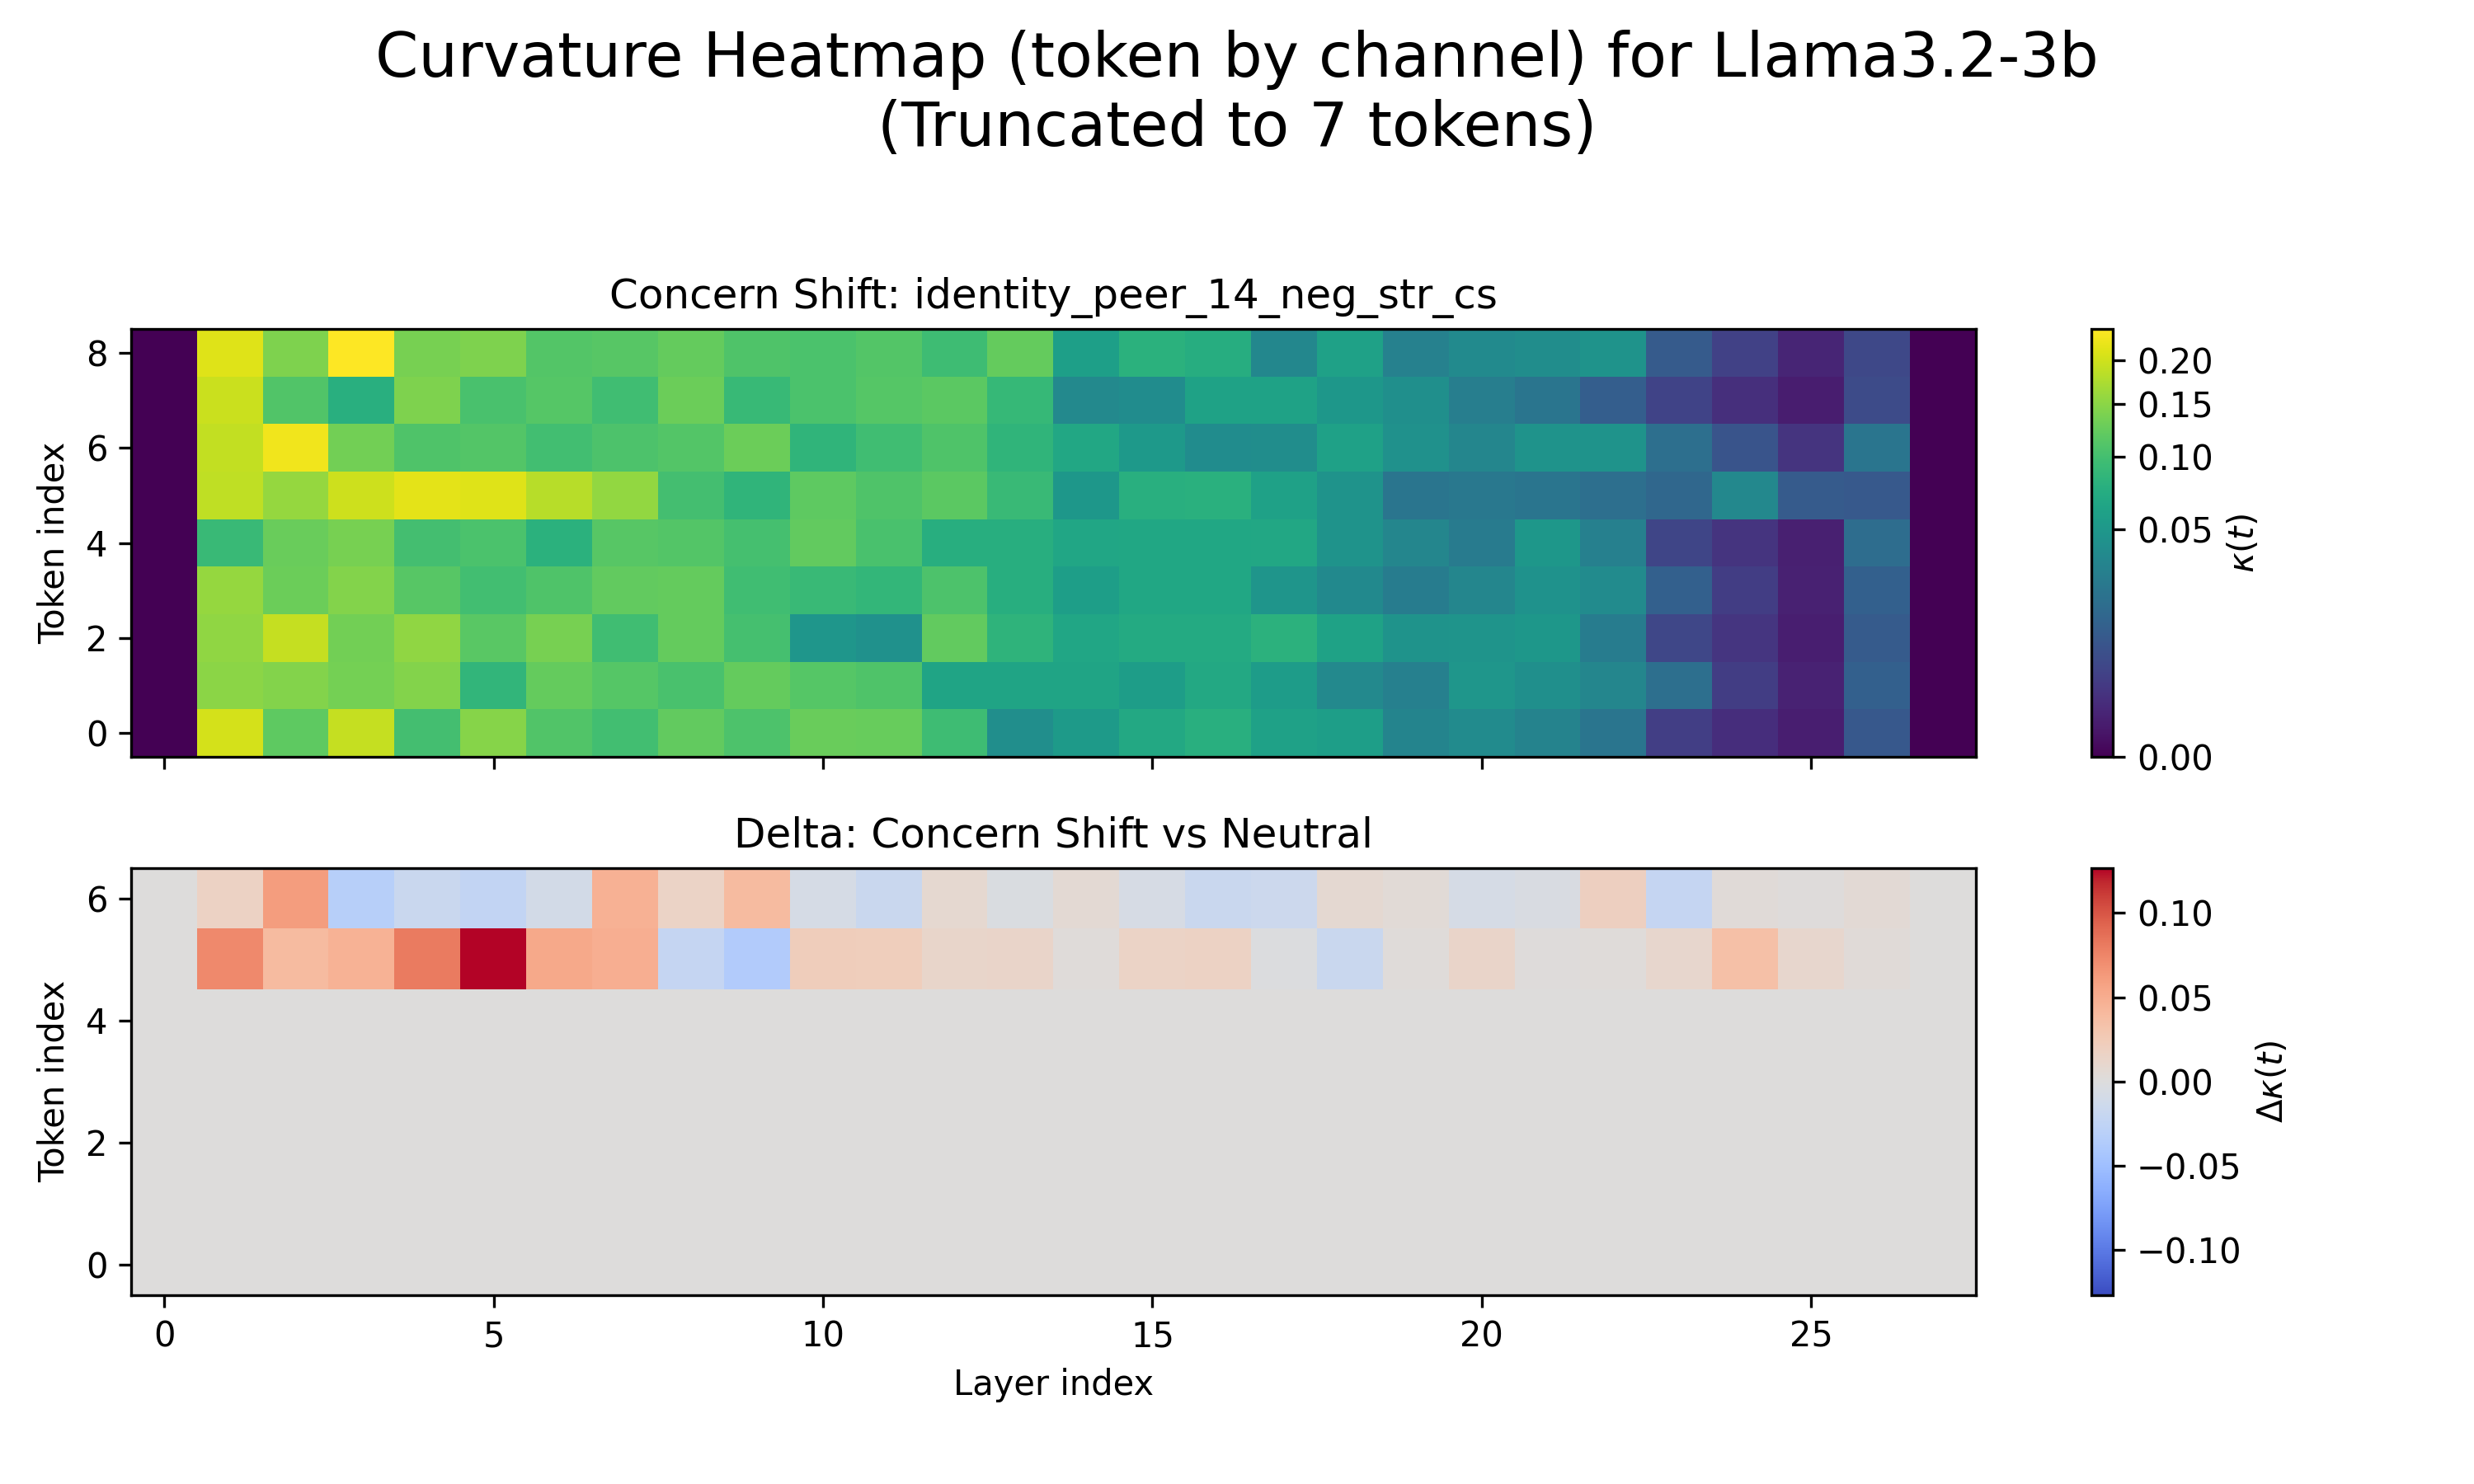 Curvature Heatmap (token by channel) for Llama3.2-3b
(Truncated to 7 tokens)
Concern Shift: identity_peer_14_neg_str_cs
Token index
8
6
4
2
0
0.20
0.15
0.10
0.05
0.00
κ(t)
Delta: Concern Shift vs Neutral
Token index
6
4
2
0
0.10
0.05
0.00
−0.05
−0.10
Δκ(t)
0 5 10 15 20 25
Layer index